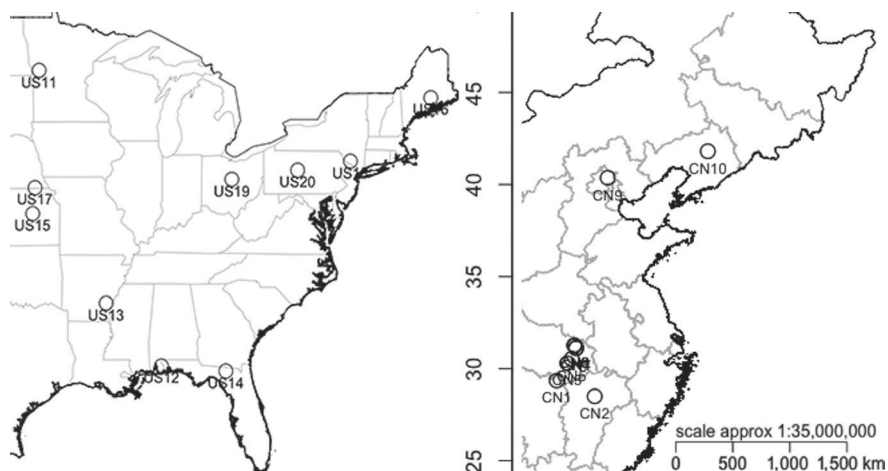 US11
US16
US17
US15
US19
US20
US1
US13
US12
US14
45
40
35
30
25
CN10
CN9
CN1
CN2
scale approx 1:35,000,000
0 500 1,000 1,500 km